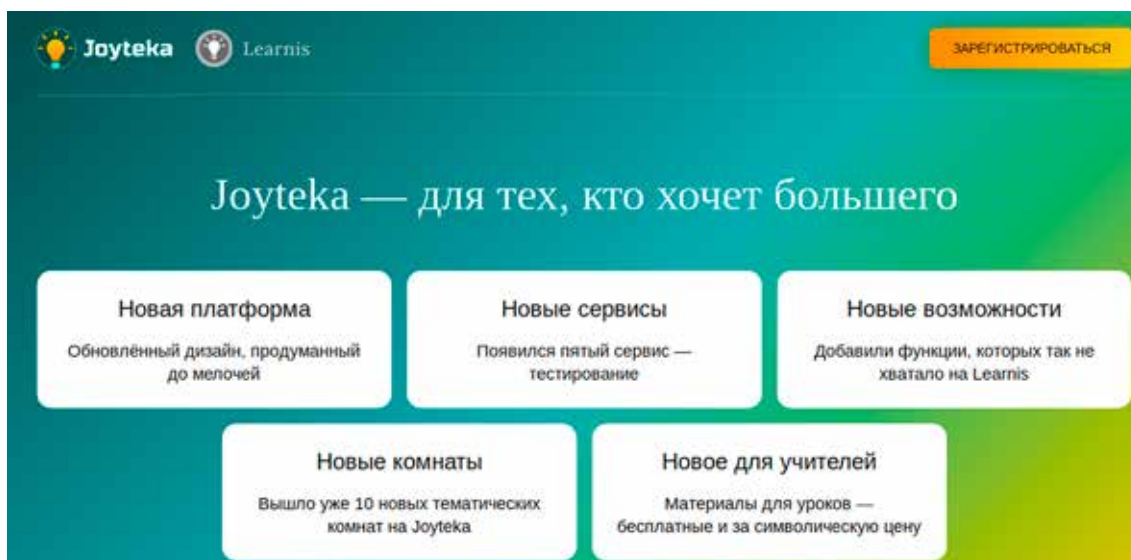 Joyteka Learnis ЗАРЕГИСТРИРОВАТЬСЯ
Joyteka — для тех, кто хочет большего
Новая платформа
Обновлённый дизайн, продуманный
до мелочей
Новые сервисы
Появился пятый сервис —
тестирование
Новые возможности
Добавили функции, которых так не
хватало на Learnis
Новые комнаты
Вышло уже 10 новых тематических
комнат на Joyteka
Новое для учителей
Материалы для уроков —
бесплатные и за символическую цену